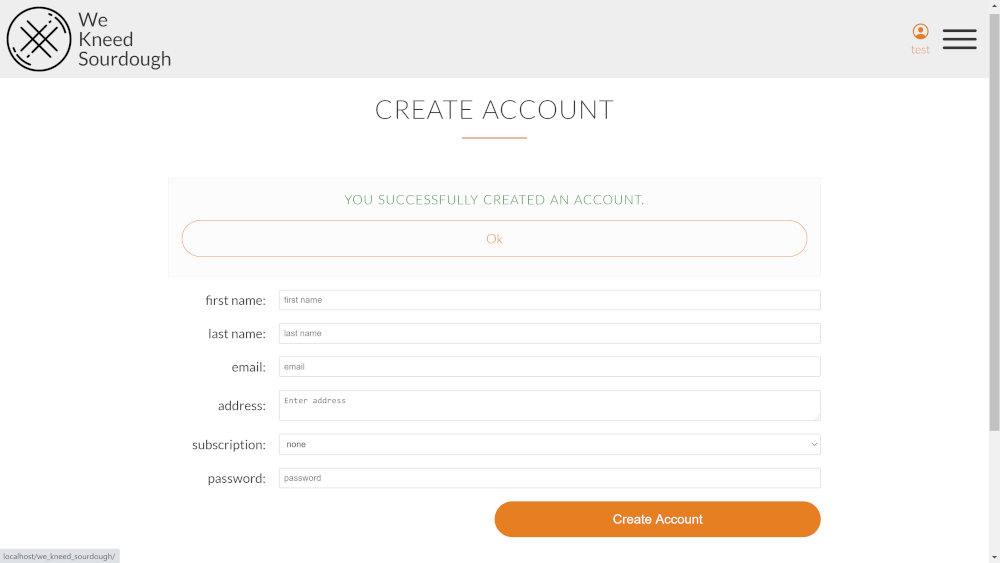 We
Kneed
Sourdough
test
CREATE ACCOUNT
YOU SUCCESSFULLY CREATED AN ACCOUNT.
Ok
first name: first name
last name: last name
email: email
address: Enter address
subscription: none
password: password
Create Account
localhost/we_kneed_sourdough/